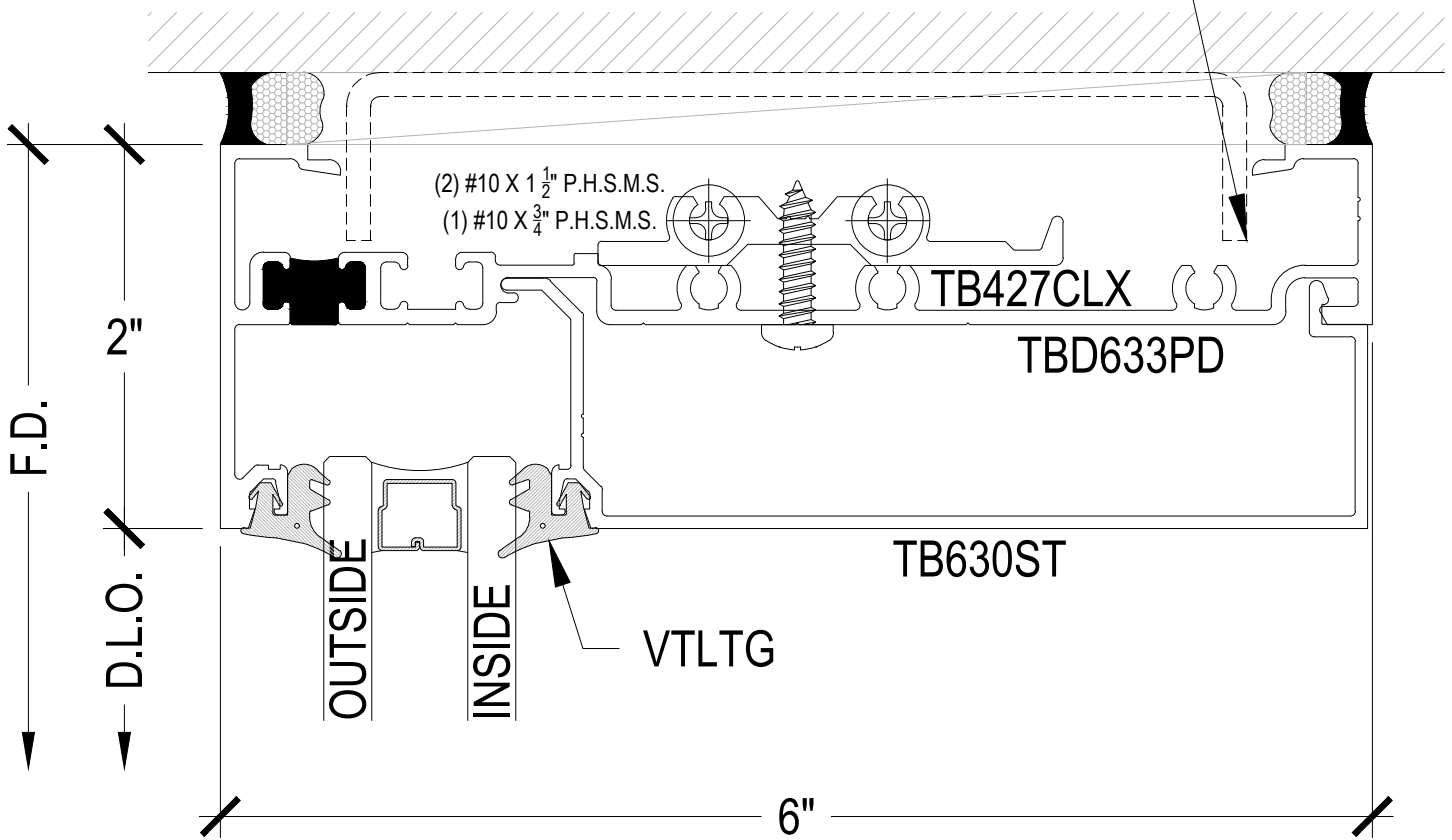 (2) #10 X 1 1/2" P.H.S.M.S.
(1) #10 X 3/4" P.H.S.M.S.
TB427CLX
2"
TBD633PD
F.D.
TB630ST
D.L.O.
OUTSIDE
INSIDE
VTLTG
6"